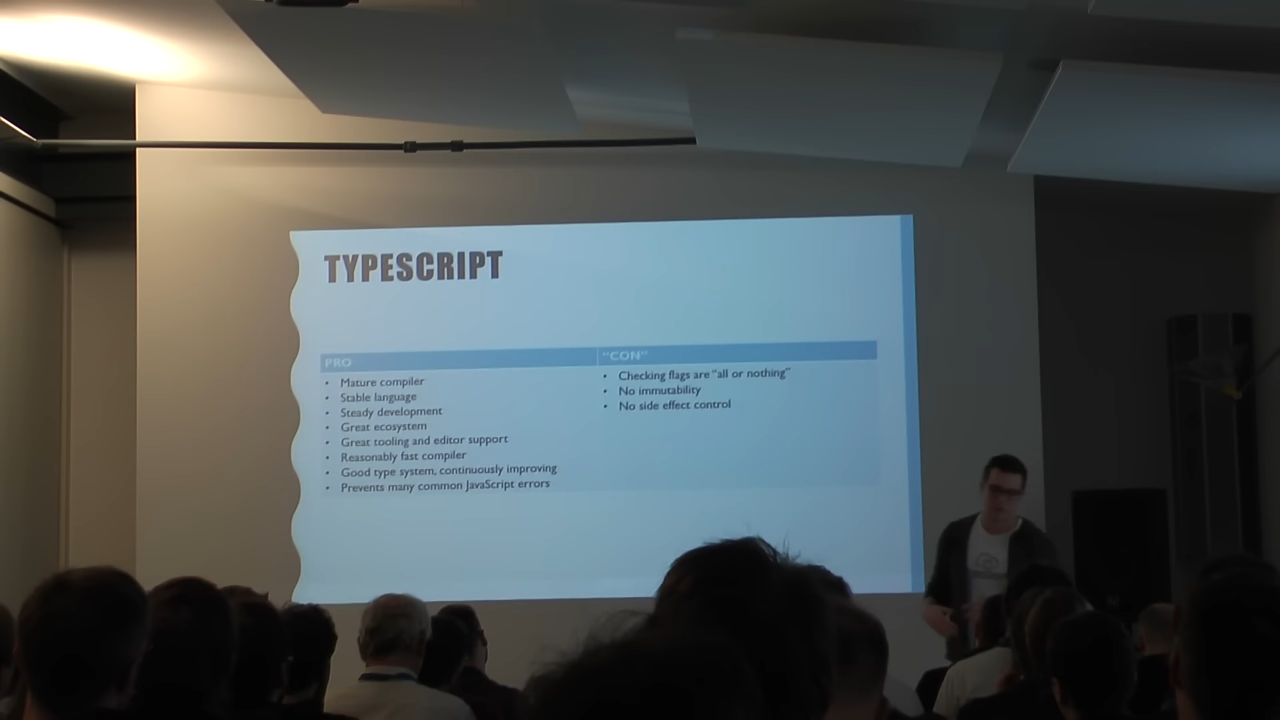 TYPESCRIPT
PRO
• Mature compiler
• Stable language
• Steady development
• Great ecosystem
• Great tooling and editor support
• Reasonably fast compiler
• Good type system, continuously improving
• Prevents many common JavaScript errors
“CON”
• Checking flags are “all or nothing”
• No immutability
• No side effect control